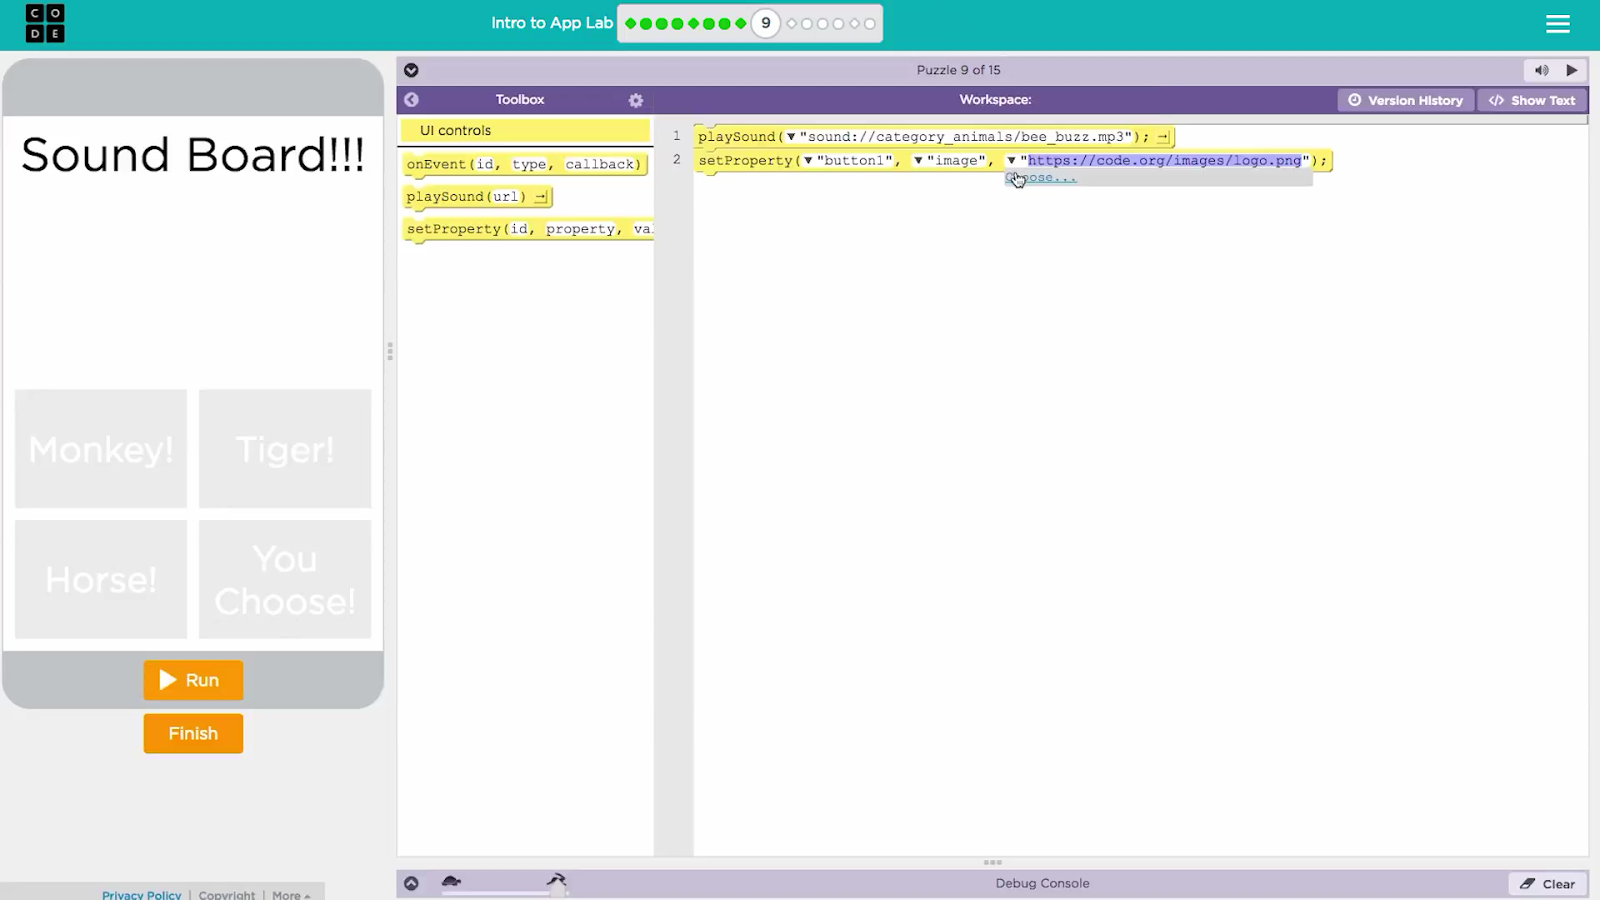 C O
D E
Intro to App Lab
9
Puzzle 9 of 15
Toolbox
Workspace:
Version History
</> Show Text
UI controls
onEvent(id, type, callback)
playSound(url)
setProperty(id, property, val
1 playSound("sound://category_animals/bee_buzz.mp3");
2 setProperty("button1", "image", "https://code.org/images/logo.png");
Choose...
Sound Board!!!
Monkey!
Tiger!
Horse!
You
Choose!
Run
Finish
Privacy Policy | Copyright | More
Debug Console
Clear